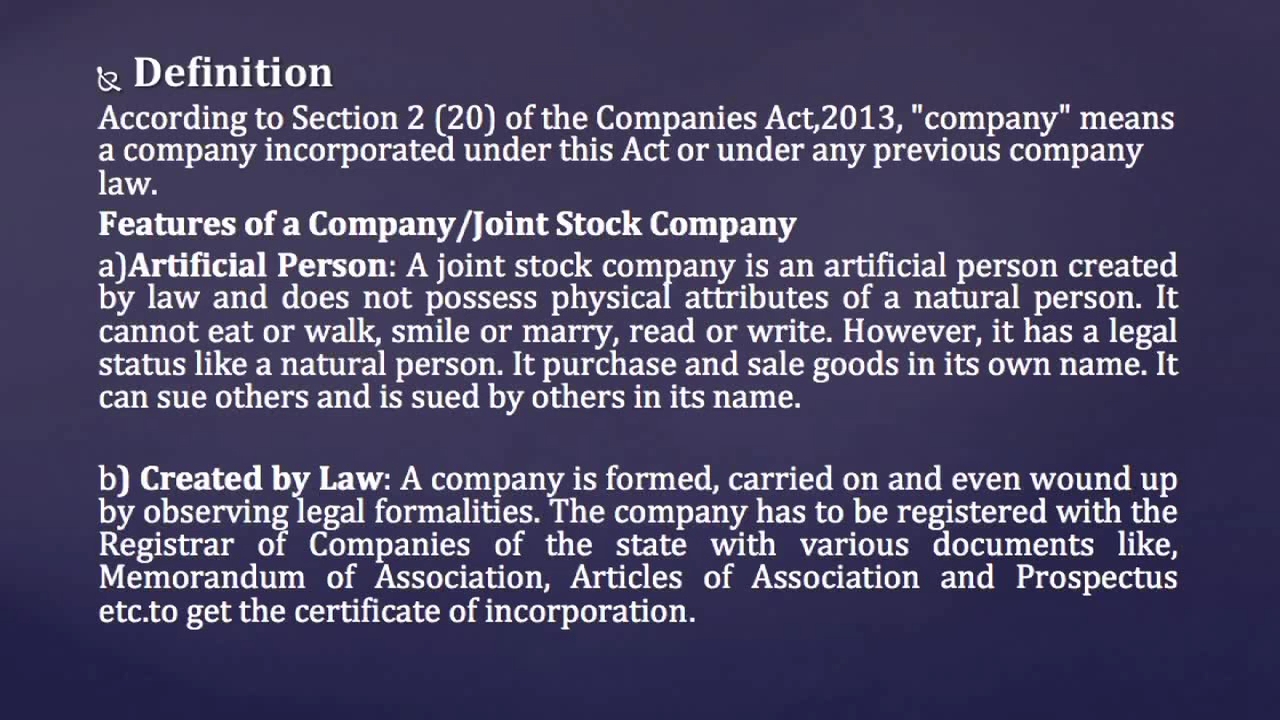 Definition
According to Section 2 (20) of the Companies Act,2013, "company" means
a company incorporated under this Act or under any previous company
law.
Features of a Company/Joint Stock Company
a)Artificial Person: A joint stock company is an artificial person created
by law and does not possess physical attributes of a natural person. It
cannot eat or walk, smile or marry, read or write. However, it has a legal
status like a natural person. It purchase and sale goods in its own name. It
can sue others and is sued by others in its name.
b) Created by Law: A company is formed, carried on and even wound up
by observing legal formalities. The company has to be registered with the
Registrar of Companies of the state with various documents like,
Memorandum of Association, Articles of Association and Prospectus
etc.to get the certificate of incorporation.